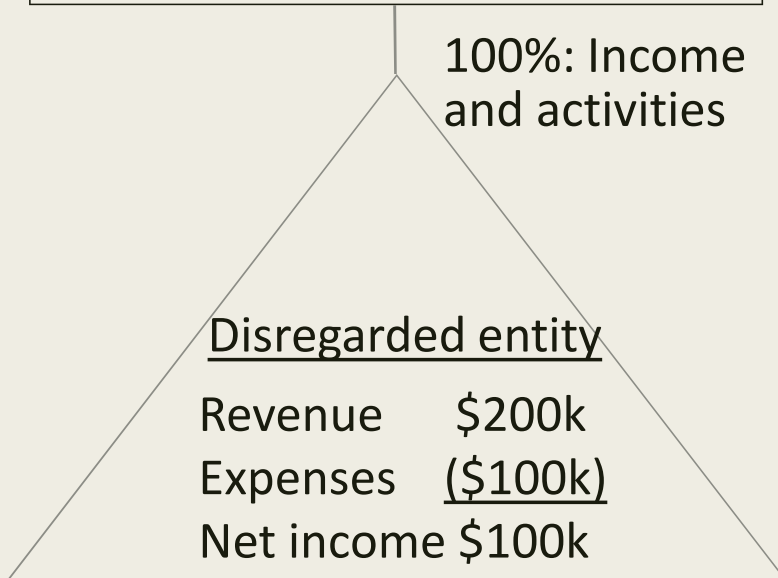 100%: Income
and activities
Disregarded entity
Revenue $200k
Expenses ($100k)
Net income $100k